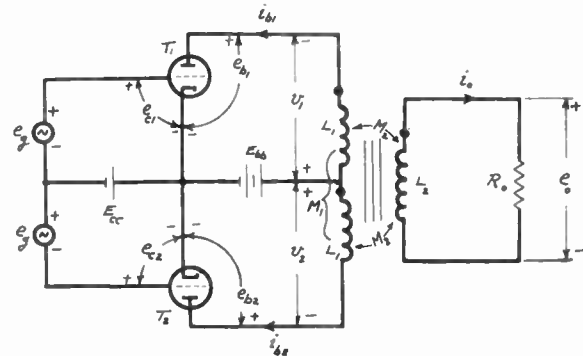 i_b1
T_1
+
-
+
e_b1
+
e_c1
- -
v_1
L_1
M_2
i_o
+
e_g
-
E_bb
+
+
M_1
L_2
R_o
e_o
+
E_cc
e_g
-
- -
e_c2
v_2
L_1
M_2
-
+
e_b2
T_2
+
-
i_b2